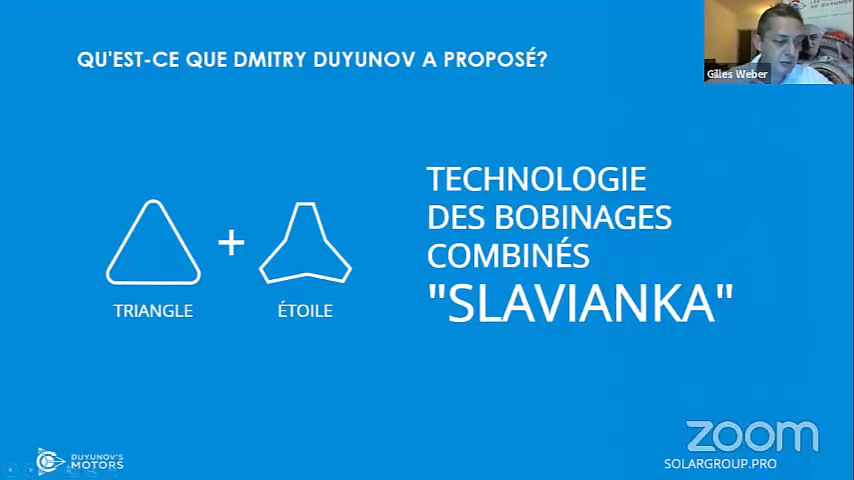 QU'EST-CE QUE DMITRY DUYUNOV A PROPOSÉ?
Gilles Weber
TECHNOLOGIE
DES BOBINAGES
COMBINÉS
"SLAVIANKA"
+
TRIANGLE
ÉTOILE
DUYUNOV'S
MOTORS
zoom
SOLARGROUP.PRO